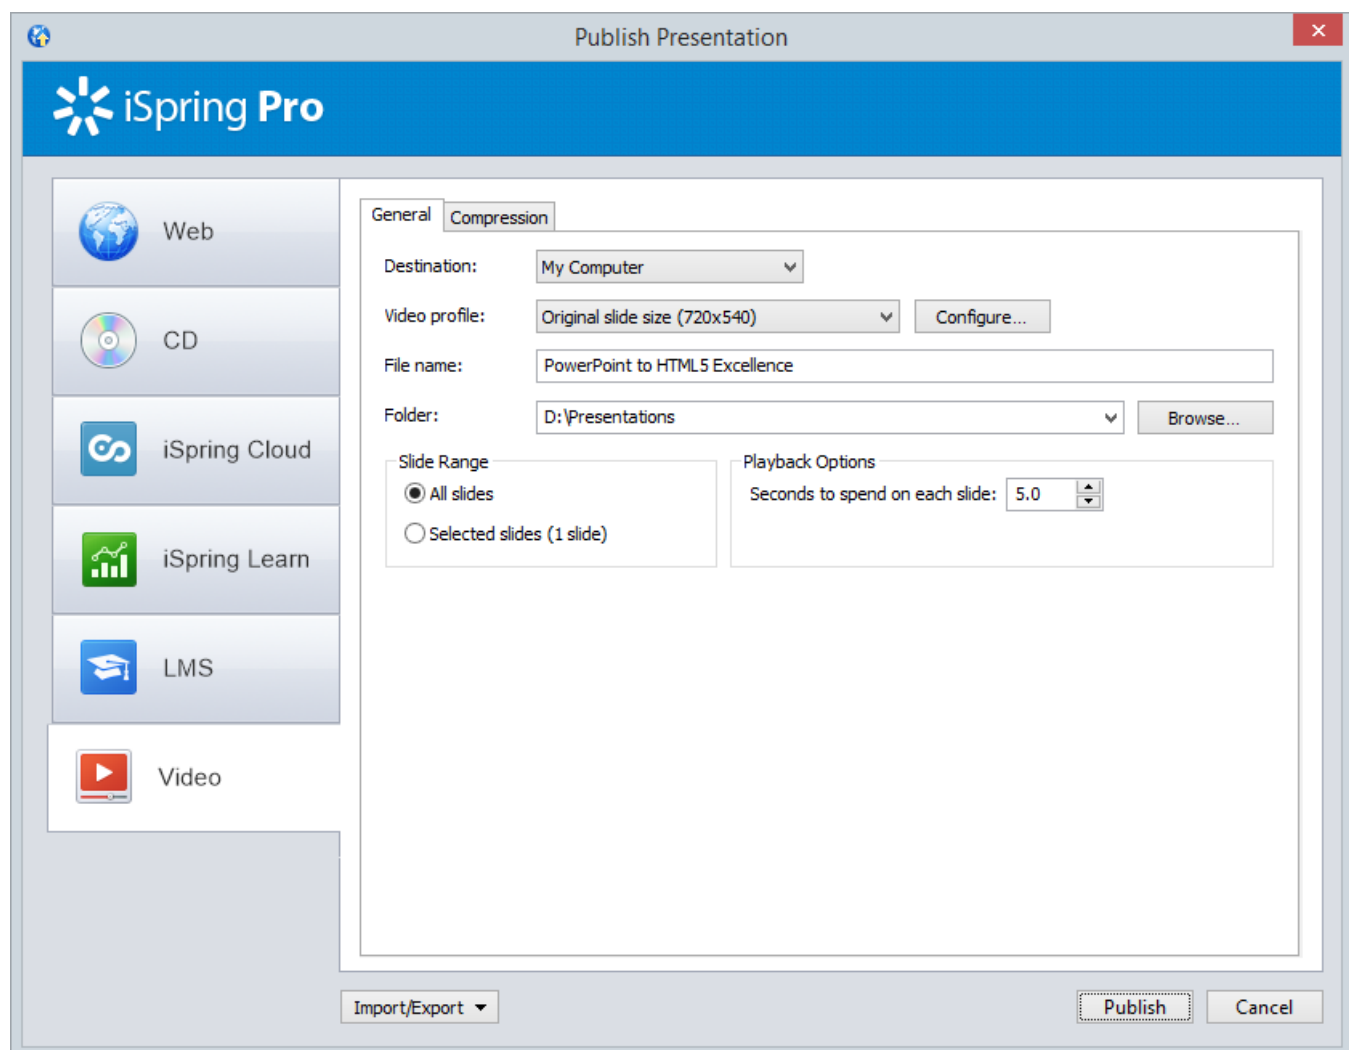 Publish Presentation
iSpring Pro
Web
CD
iSpring Cloud
iSpring Learn
LMS
Video
General Compression
Destination: My Computer
Video profile: Original slide size (720x540) Configure...
File name: PowerPoint to HTML5 Excellence
Folder: D:\Presentations Browse...
Slide Range
All slides
Selected slides (1 slide)
Playback Options
Seconds to spend on each slide: 5.0
Import/Export Publish Cancel